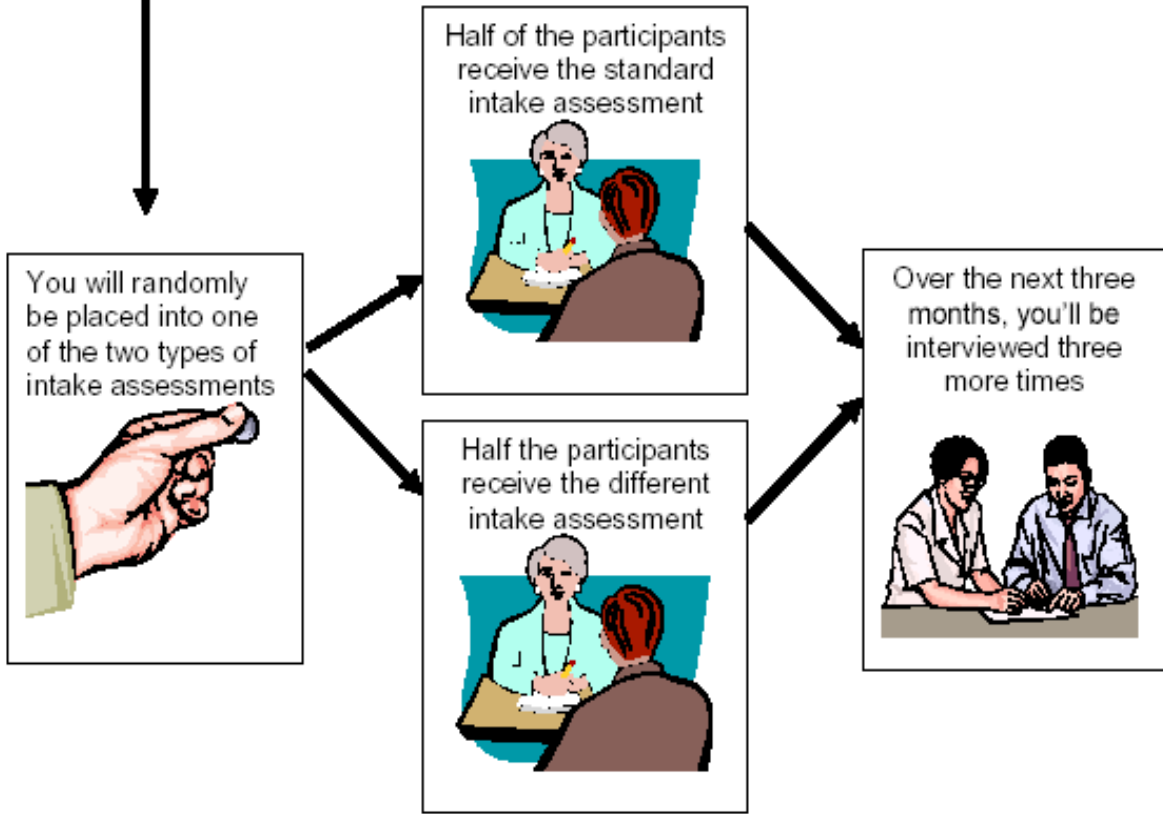 You will randomly
be placed into one
of the two types of
intake assessments
Half of the participants
receive the standard
intake assessment
Half the participants
receive the different
intake assessment
Over the next three
months, you'll be
interviewed three
more times